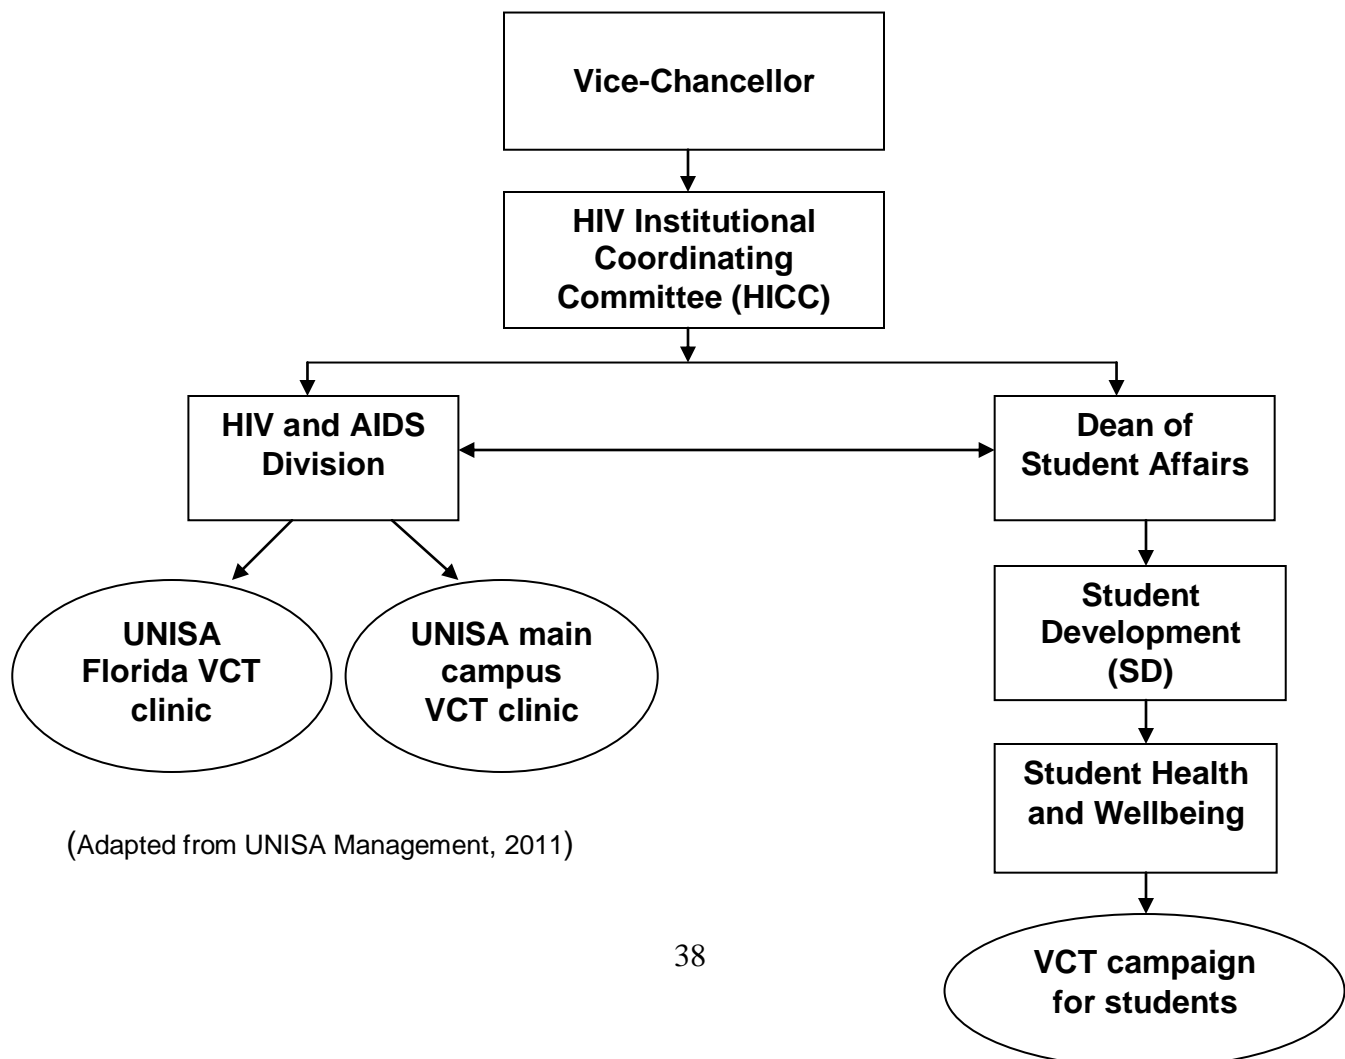 Vice-Chancellor
HIV Institutional
Coordinating
Committee (HICC)
HIV and AIDS
Division
Dean of
Student Affairs
UNISA
Florida VCT
clinic
UNISA main
campus
VCT clinic
Student
Development
(SD)
Student Health
and Wellbeing
VCT campaign
for students
(Adapted from UNISA Management, 2011)
38